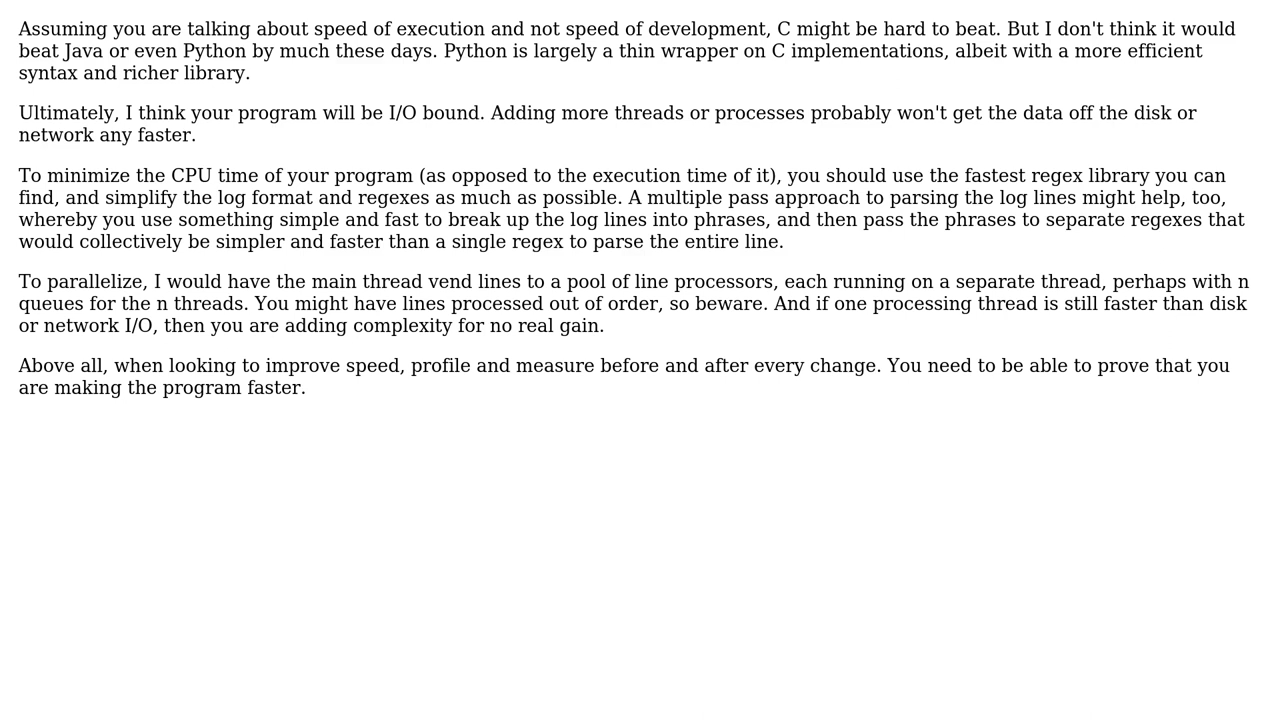 Assuming you are talking about speed of execution and not speed of development, C might be hard to beat. But I don't think it would
beat Java or even Python by much these days. Python is largely a thin wrapper on C implementations, albeit with a more efficient
syntax and richer library.
Ultimately, I think your program will be I/O bound. Adding more threads or processes probably won't get the data off the disk or
network any faster.
To minimize the CPU time of your program (as opposed to the execution time of it), you should use the fastest regex library you can
find, and simplify the log format and regexes as much as possible. A multiple pass approach to parsing the log lines might help, too,
whereby you use something simple and fast to break up the log lines into phrases, and then pass the phrases to separate regexes that
would collectively be simpler and faster than a single regex to parse the entire line.
To parallelize, I would have the main thread vend lines to a pool of line processors, each running on a separate thread, perhaps with n
queues for the n threads. You might have lines processed out of order, so beware. And if one processing thread is still faster than disk
or network I/O, then you are adding complexity for no real gain.
Above all, when looking to improve speed, profile and measure before and after every change. You need to be able to prove that you
are making the program faster.